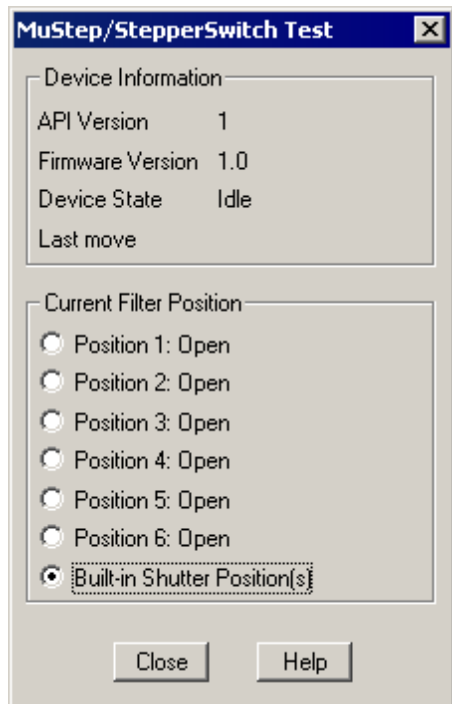 MuStep/StepperSwitch Test
Device Information
API Version 1
Firmware Version 1.0
Device State Idle
Last move
Current Filter Position
Position 1: Open
Position 2: Open
Position 3: Open
Position 4: Open
Position 5: Open
Position 6: Open
Built-in Shutter Position(s)
Close Help